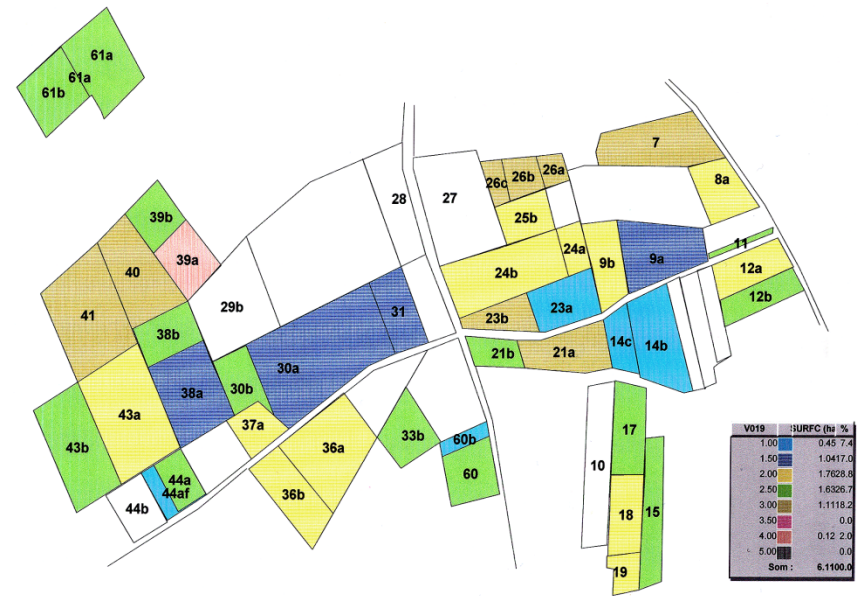 61a
61a
61b
7
26a
26b
26c
8a
28
27
39b
25b
40
11
39a
24a
9b
9a
12a
24b
29b
23a
12b
41
31
23b
38b
14c
14b
21b
21a
30a
38a
30b
43a
37a
17
33b
60b
36a
43b
10
V019 SURFC (ha %
1.00 0.45 7.4
1.50 1.0417.0
2.00 1.7628.8
2.50 1.6326.7
3.00 1.1118.2
3.50 0.0
4.00 0.12 2.0
5.00 0.0
Som : 6.1100.0
44a
60
44af
36b
44b
18
15
19